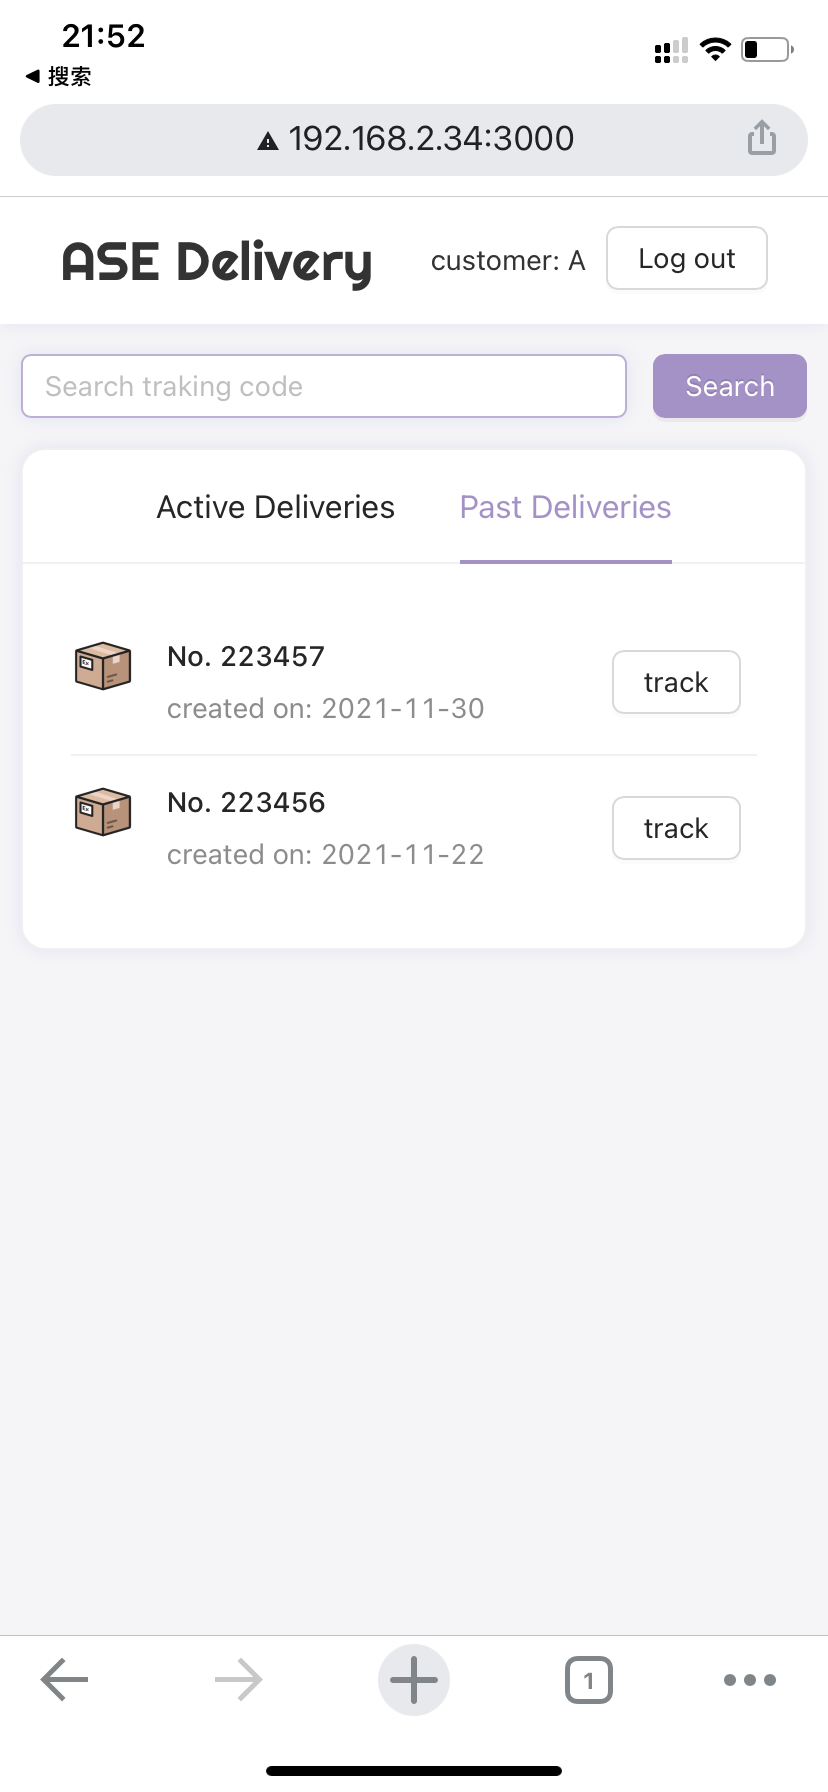 21:52
◀ 搜索
192.168.2.34:3000
ASE Delivery
customer: A
Log out
Search traking code
Search
Active Deliveries
Past Deliveries
No. 223457
created on: 2021-11-30
track
No. 223456
created on: 2021-11-22
track
1